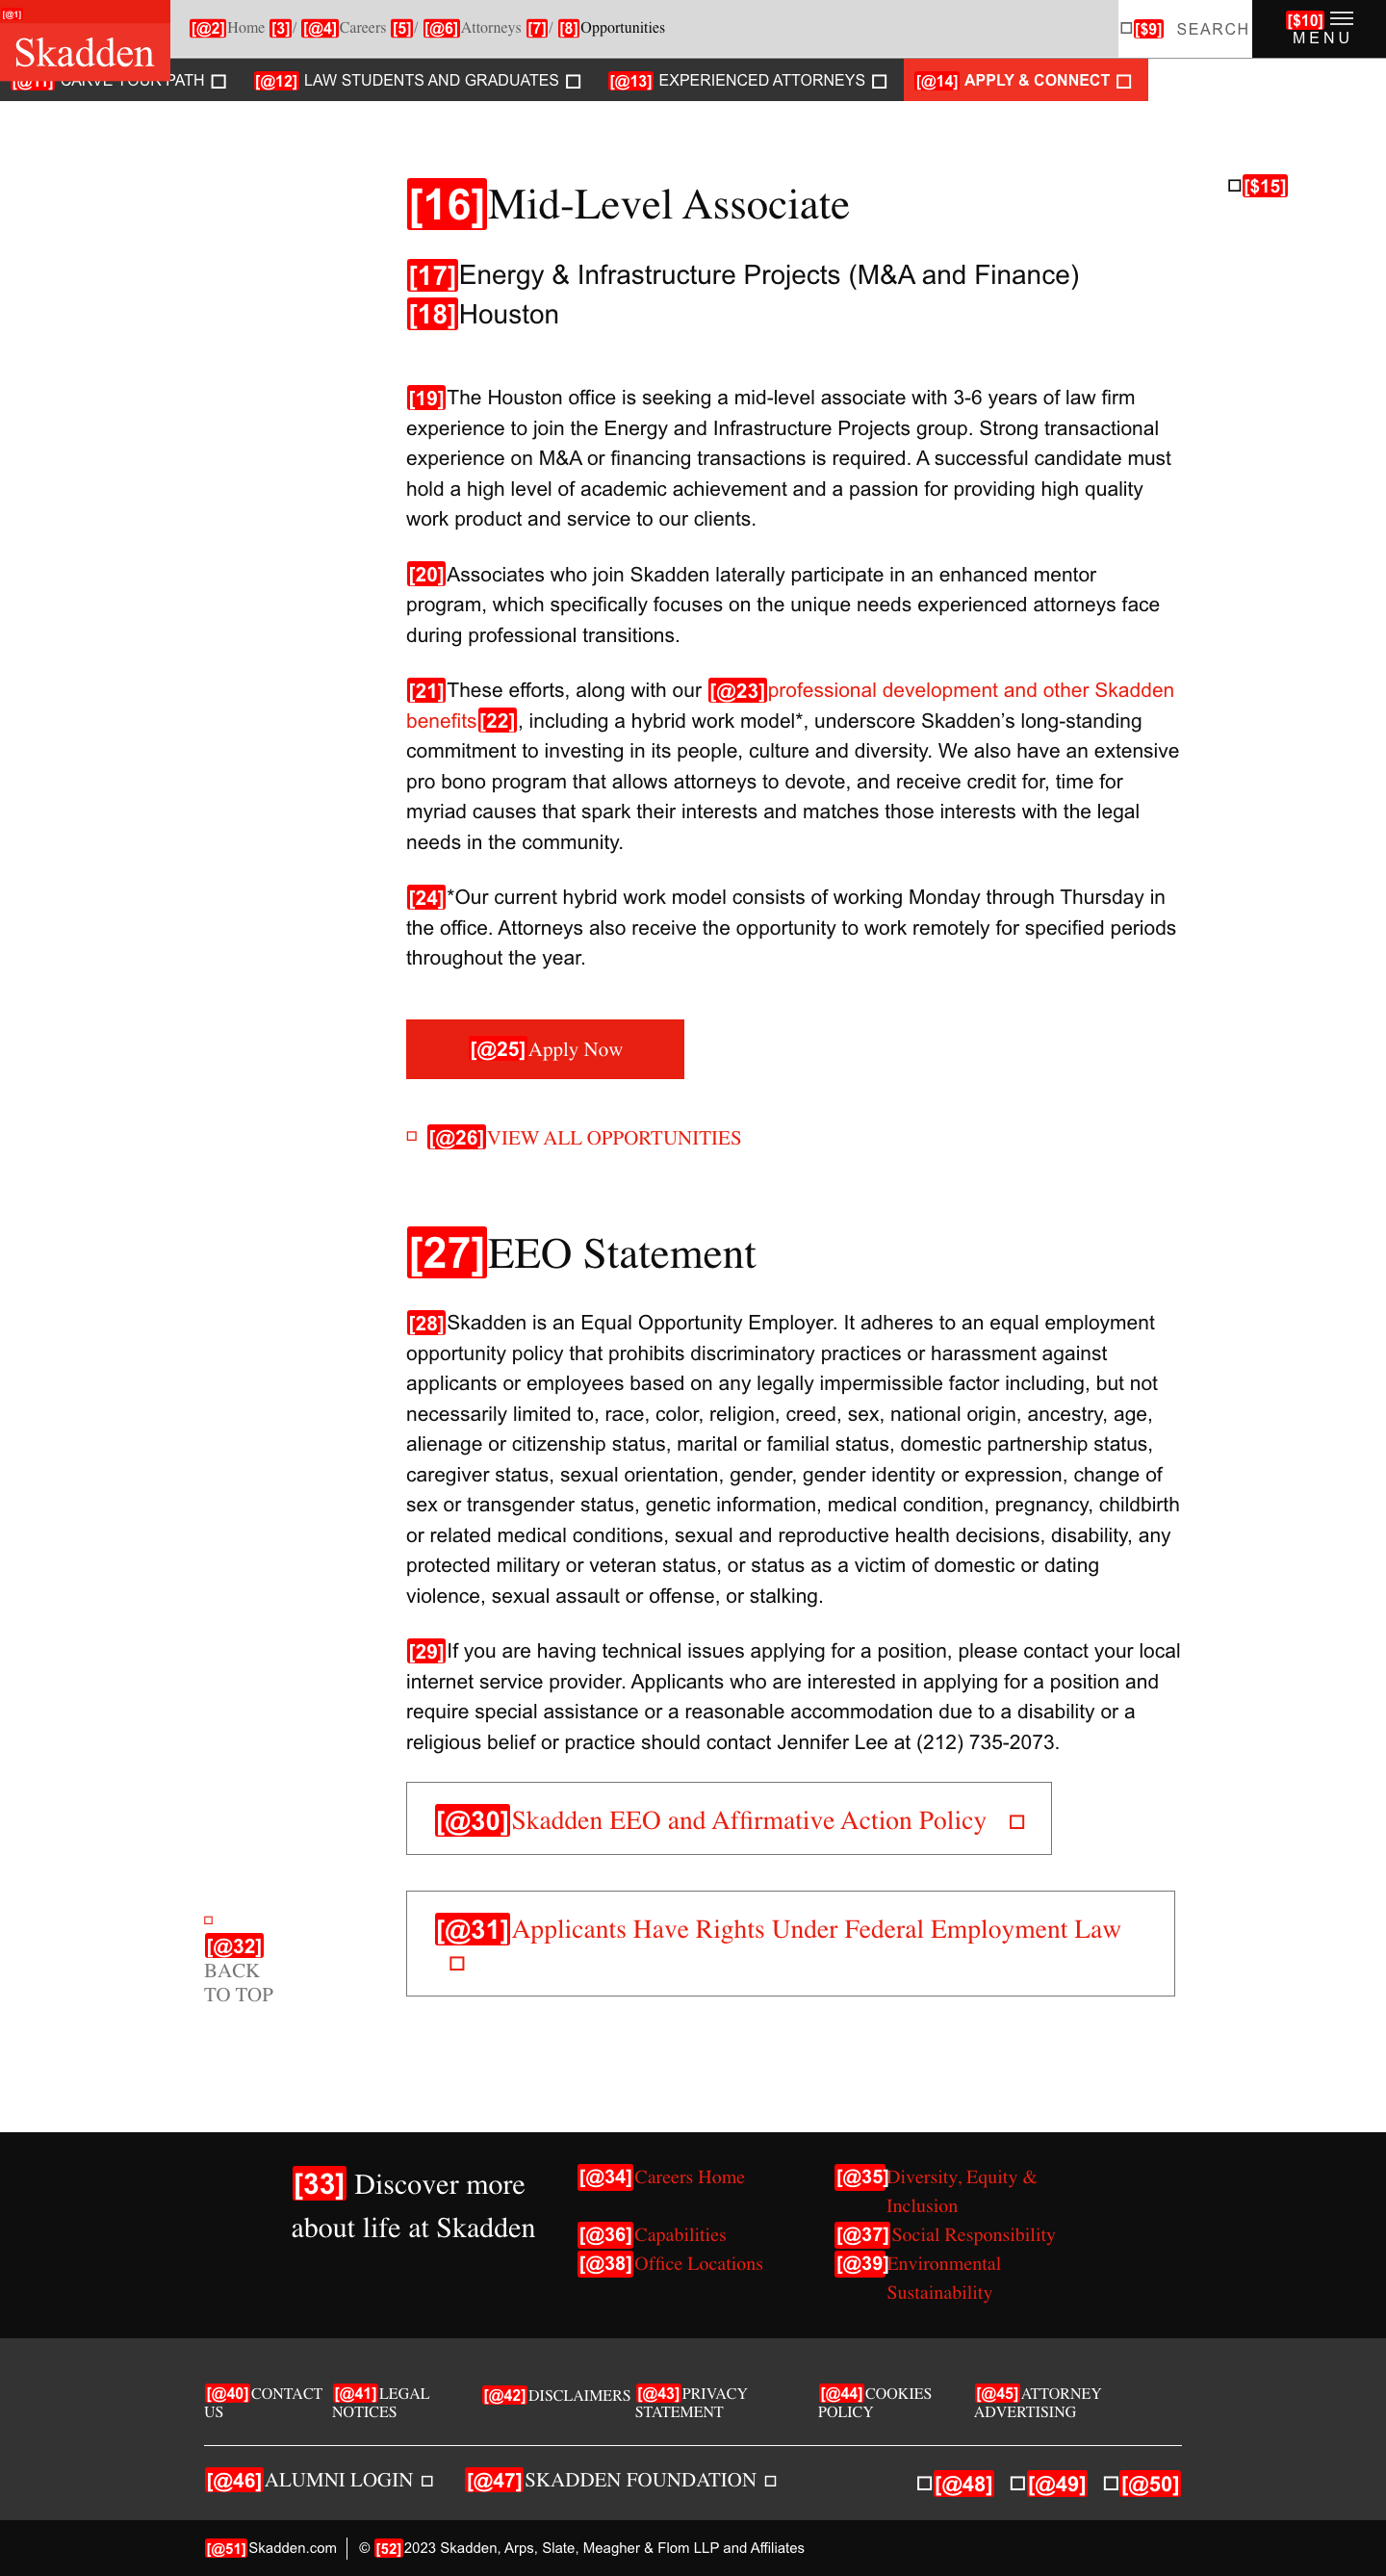 [@1]
Skadden
[@2]Home [3]/ [@4]Careers [5]/ [@6]Attorneys [7]/ [8]Opportunities
[$9] SEARCH
[$10]
MENU
[@11] CARVE YOUR PATH
[@12] LAW STUDENTS AND GRADUATES
[@13] EXPERIENCED ATTORNEYS
[@14] APPLY & CONNECT
[$15]
[16]Mid-Level Associate
[17]Energy & Infrastructure Projects (M&A and Finance)
[18]Houston
[19]The Houston office is seeking a mid-level associate with 3-6 years of law firm
experience to join the Energy and Infrastructure Projects group. Strong transactional
experience on M&A or financing transactions is required. A successful candidate must
hold a high level of academic achievement and a passion for providing high quality
work product and service to our clients.
[20]Associates who join Skadden laterally participate in an enhanced mentor
program, which specifically focuses on the unique needs experienced attorneys face
during professional transitions.
[21]These efforts, along with our [@23]professional development and other Skadden
benefits[22], including a hybrid work model*, underscore Skadden’s long-standing
commitment to investing in its people, culture and diversity. We also have an extensive
pro bono program that allows attorneys to devote, and receive credit for, time for
myriad causes that spark their interests and matches those interests with the legal
needs in the community.
[24]*Our current hybrid work model consists of working Monday through Thursday in
the office. Attorneys also receive the opportunity to work remotely for specified periods
throughout the year.
[@25]Apply Now
[@26]VIEW ALL OPPORTUNITIES
[27]EEO Statement
[28]Skadden is an Equal Opportunity Employer. It adheres to an equal employment
opportunity policy that prohibits discriminatory practices or harassment against
applicants or employees based on any legally impermissible factor including, but not
necessarily limited to, race, color, religion, creed, sex, national origin, ancestry, age,
alienage or citizenship status, marital or familial status, domestic partnership status,
caregiver status, sexual orientation, gender, gender identity or expression, change of
sex or transgender status, genetic information, medical condition, pregnancy, childbirth
or related medical conditions, sexual and reproductive health decisions, disability, any
protected military or veteran status, or status as a victim of domestic or dating
violence, sexual assault or offense, or stalking.
[29]If you are having technical issues applying for a position, please contact your local
internet service provider. Applicants who are interested in applying for a position and
require special assistance or a reasonable accommodation due to a disability or a
religious belief or practice should contact Jennifer Lee at (212) 735-2073.
[@30]Skadden EEO and Affirmative Action Policy
[@31]Applicants Have Rights Under Federal Employment Law
[@32]
BACK
TO TOP
[33] Discover more
about life at Skadden
[@34]Careers Home
[@35]Diversity, Equity &
Inclusion
[@36]Capabilities
[@37]Social Responsibility
[@38]Office Locations
[@39]Environmental
Sustainability
[@40]CONTACT
US
[@41]LEGAL
NOTICES
[@42]DISCLAIMERS
[@43]PRIVACY
STATEMENT
[@44]COOKIES
POLICY
[@45]ATTORNEY
ADVERTISING
[@46]ALUMNI LOGIN
[@47]SKADDEN FOUNDATION
[@48] [@49] [@50]
[@51]Skadden.com
© [52]2023 Skadden, Arps, Slate, Meagher & Flom LLP and Affiliates